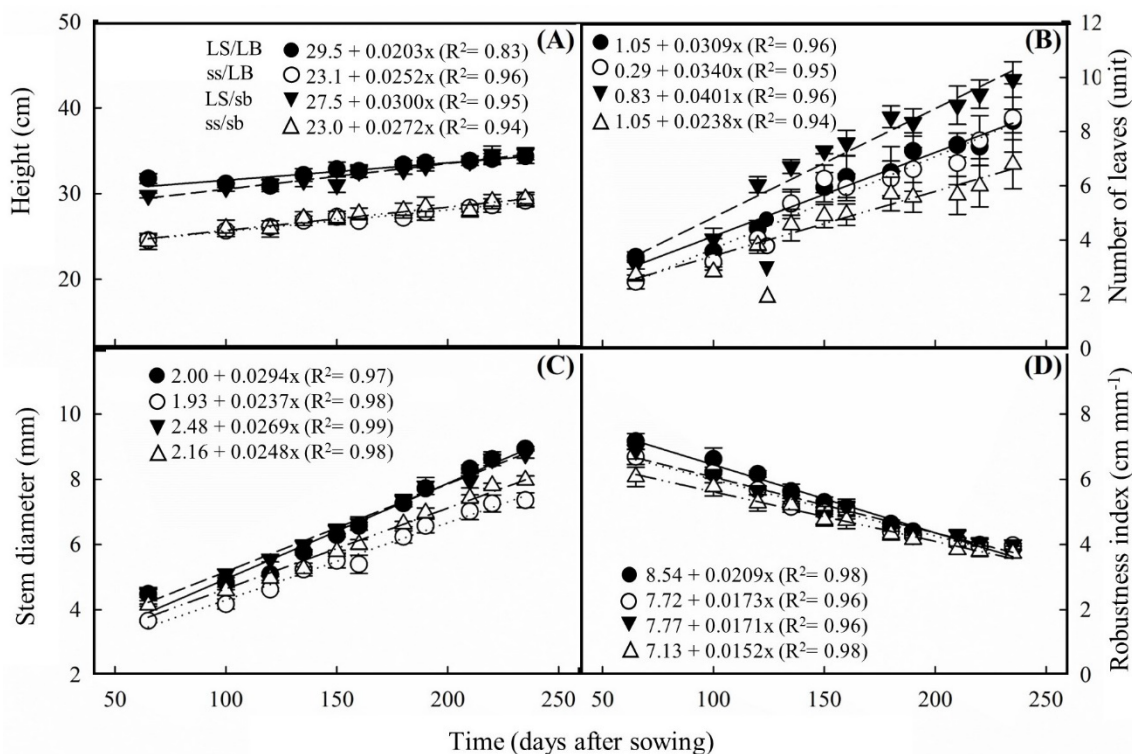 (A)
LS/LB 29.5 + 0.0203x (R²= 0.83)
ss/LB 23.1 + 0.0252x (R²= 0.96)
LS/sb 27.5 + 0.0300x (R²= 0.95)
ss/sb 23.0 + 0.0272x (R²= 0.94)
Height (cm)
50
40
30
20
(B)
1.05 + 0.0309x (R²= 0.96)
0.29 + 0.0340x (R²= 0.95)
0.83 + 0.0401x (R²= 0.96)
1.05 + 0.0238x (R²= 0.94)
Number of leaves (unit)
12
10
8
6
4
2
0
(C)
2.00 + 0.0294x (R²= 0.97)
1.93 + 0.0237x (R²= 0.98)
2.48 + 0.0269x (R²= 0.99)
2.16 + 0.0248x (R²= 0.98)
Stem diameter (mm)
10
8
6
4
2
50 100 150 200 250
(D)
8.54 + 0.0209x (R²= 0.98)
7.72 + 0.0173x (R²= 0.96)
7.77 + 0.0171x (R²= 0.96)
7.13 + 0.0152x (R²= 0.98)
Robustness index (cm mm⁻¹)
8
6
4
2
0
50 100 150 200 250
Time (days after sowing)